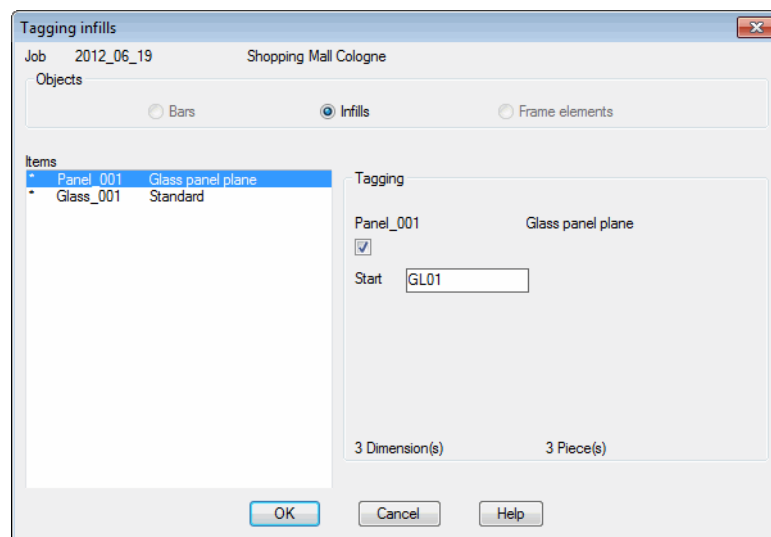 Tagging infills
Job 2012_06_19 Shopping Mall Cologne
Objects
Bars Infills Frame elements
Items
* Panel_001 Glass panel plane
* Glass_001 Standard
Tagging
Panel_001 Glass panel plane
Start GL01
3 Dimension(s) 3 Piece(s)
OK Cancel Help